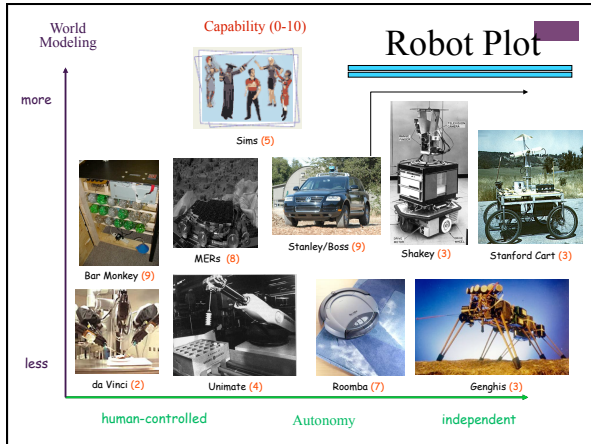 World
Modeling
Capability (0-10)
Robot Plot
more
Sims (5)
Bar Monkey (9)
MERs (8)
Stanley/Boss (9)
Shakey (3)
Stanford Cart (3)
less
da Vinci (2)
Unimate (4)
Roomba (7)
Genghis (3)
human-controlled
Autonomy
independent